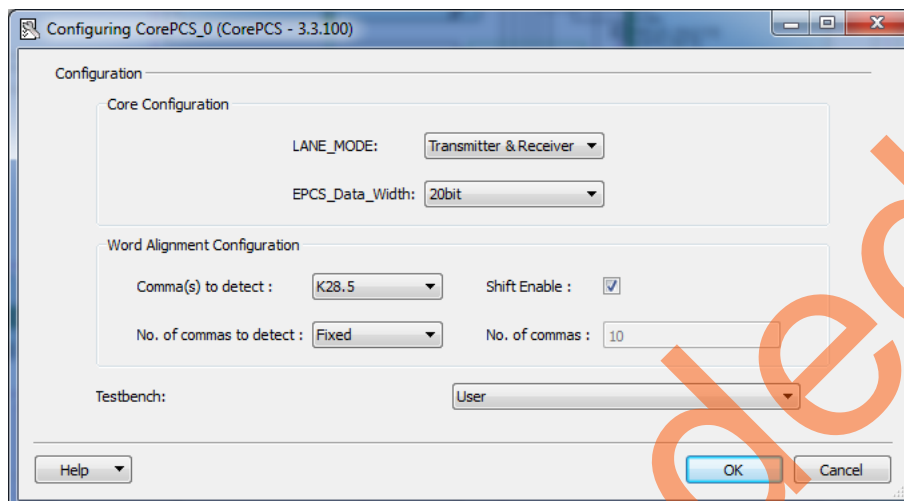 Configuring CorePCS_0 (CorePCS - 3.3.100)
Configuration
Core Configuration
LANE_MODE: Transmitter & Receiver
EPCS_Data_Width: 20bit
Word Alignment Configuration
Comma(s) to detect : K28.5 Shift Enable :
No. of commas to detect : Fixed No. of commas : 10
Testbench: User
Help OK Cancel
ded